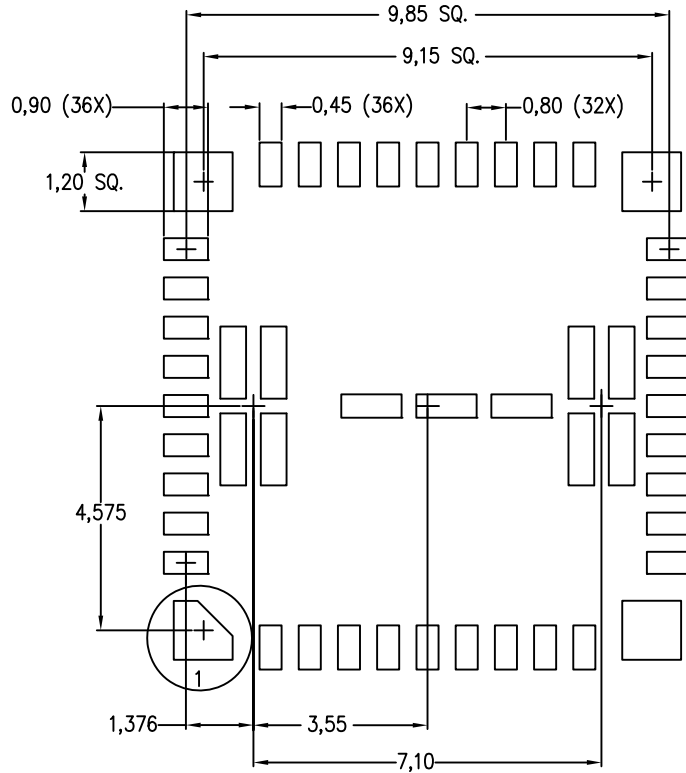 9,85 SQ.
9,15 SQ.
0,90 (36X)
0,45 (36X)
0,80 (32X)
1,20 SQ.
4,575
1
1,376
3,55
7,10